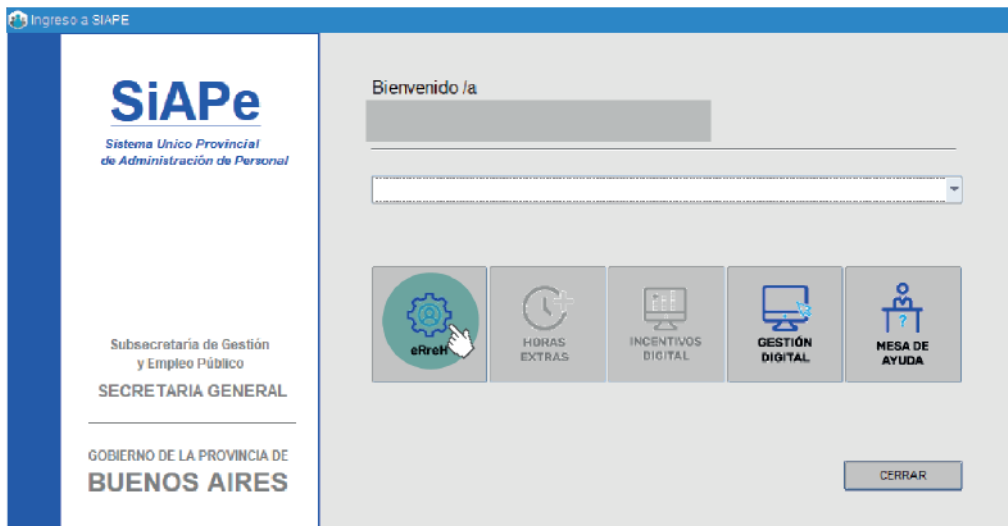 Ingreso a SIAPE
SiAPe
Sistema Unico Provincial
de Administración de Personal
Subsecretaría de Gestión
y Empleo Público
SECRETARIA GENERAL
GOBIERNO DE LA PROVINCIA DE
BUENOS AIRES
Bienvenido /a
eRreH
HORAS
EXTRAS
INCENTIVOS
DIGITAL
GESTIÓN
DIGITAL
?
MESA DE
AYUDA
CERRAR